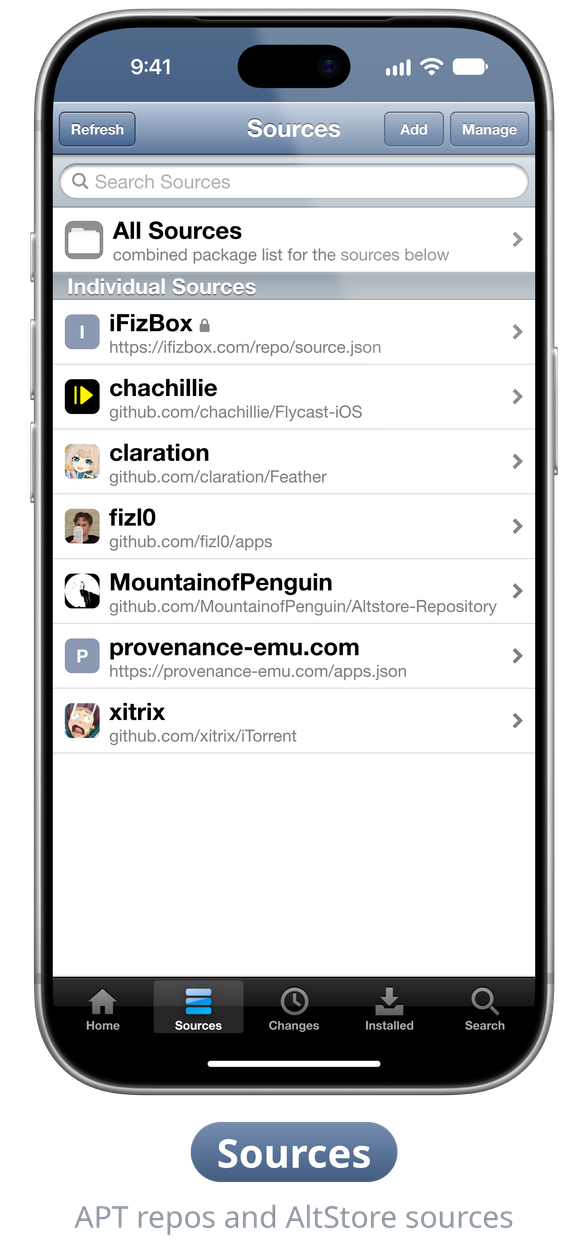 9:41
Refresh
Sources
Add
Manage
Search Sources
All Sources
combined package list for the sources below
Individual Sources
I
iFizBox
https://ifizbox.com/repo/source.json
chachillie
github.com/chachillie/Flycast-iOS
claration
github.com/claration/Feather
fizl0
github.com/fizl0/apps
MountainofPenguin
github.com/MountainofPenguin/Altstore-Repository
P
provenance-emu.com
https://provenance-emu.com/apps.json
xitrix
github.com/xitrix/iTorrent
Home
Sources
Changes
Installed
Search
Sources
APT repos and AltStore sources